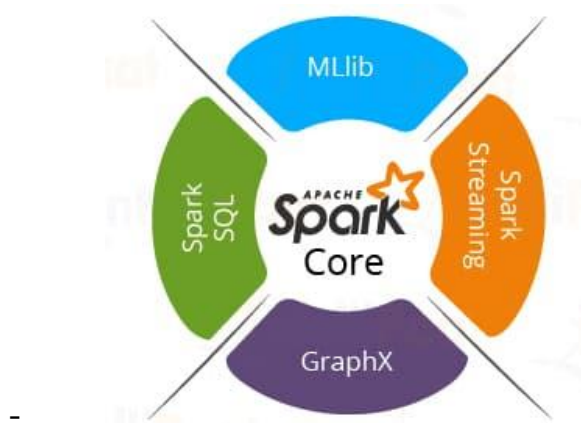 MLlib
Spark
SQL
APACHE
Spark
Core
Spark
Streaming
GraphX
-